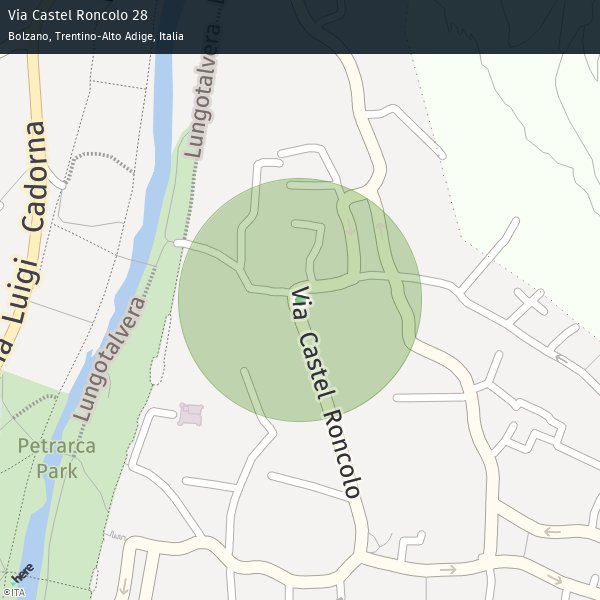 Via Castel Roncolo 28
Bolzano, Trentino-Alto Adige, Italia
Lungotalvera
Luigi Cadorna
Via Castel Roncolo
Lungotalvera
Petrarca
Park
here
©ITA